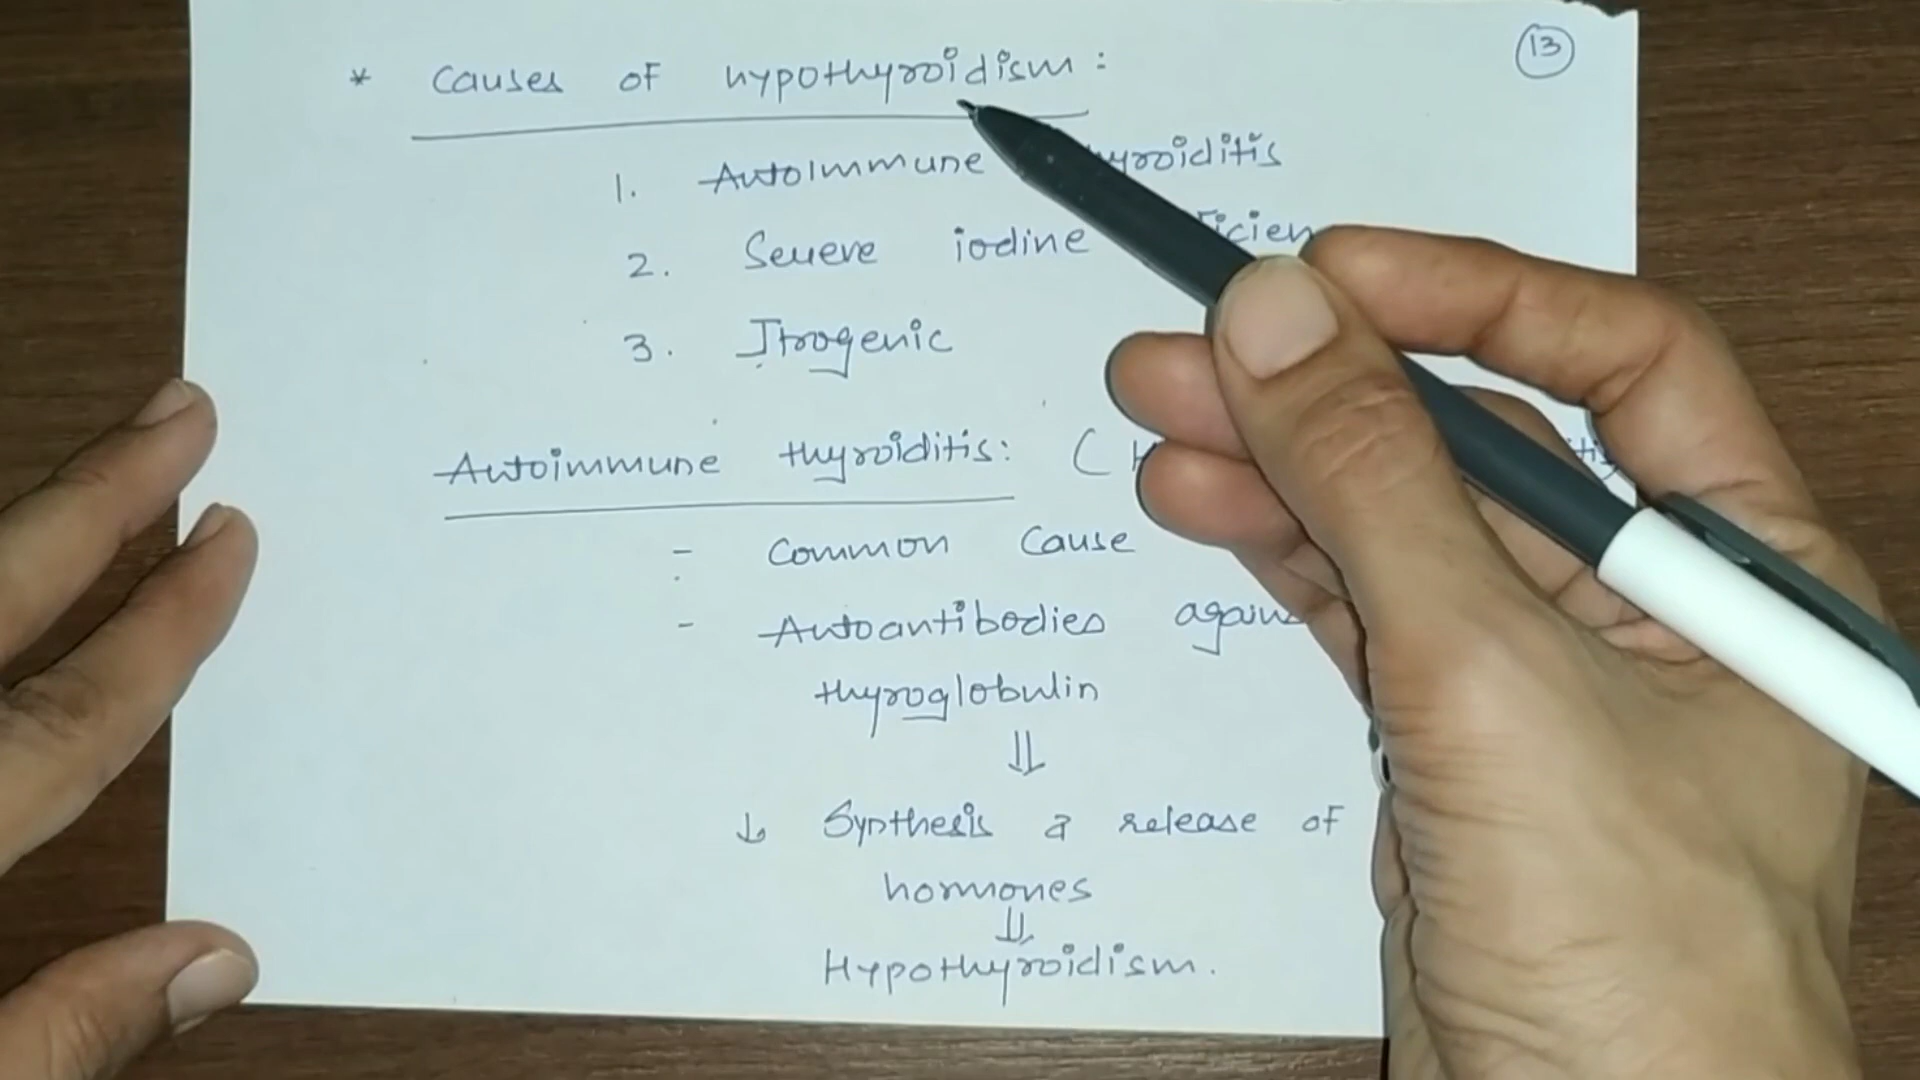 13
* Causes of hypothyroidism :
1. Autoimmune
2. Severe iodine
3. Itrogenic
Autoimmune thyroiditis: (
- Common Cause
- Autoantibodies
thyroglobulin
⇓
↓ Synthesis & release of
hormones
⇓
Hypothyroidism.